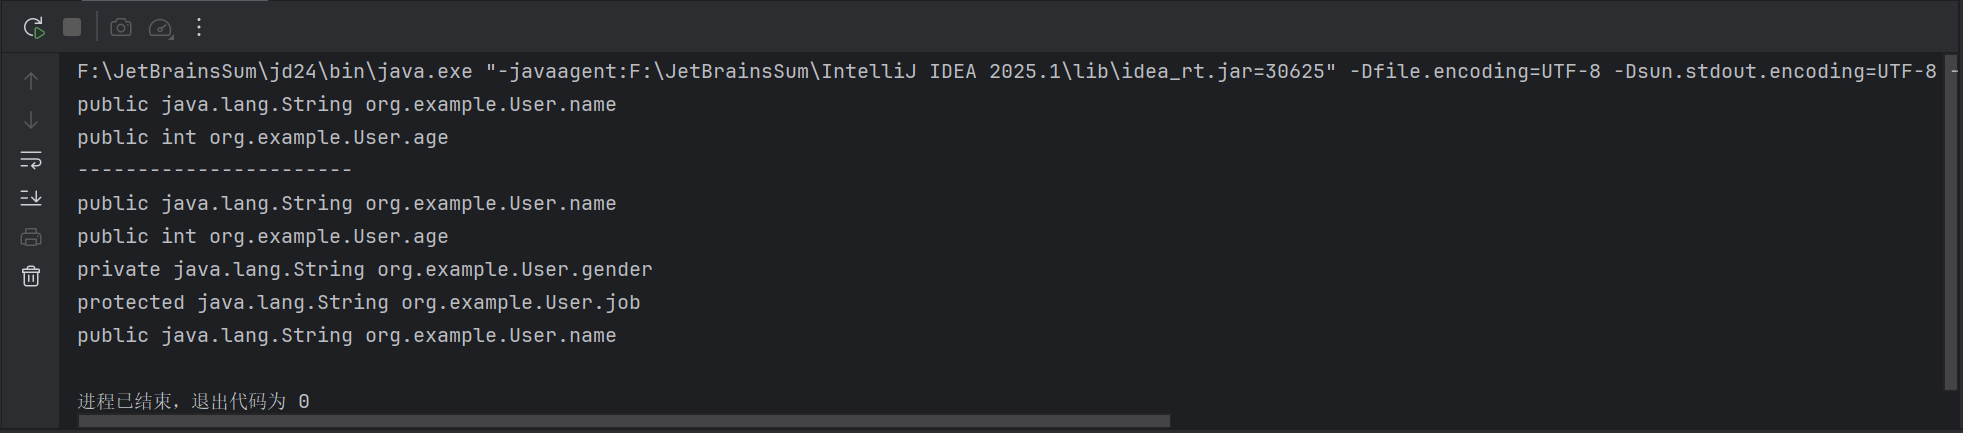 F:\JetBrainsSum\jd24\bin\java.exe "-javaagent:F:\JetBrainsSum\IntelliJ IDEA 2025.1\lib\idea_rt.jar=30625" -Dfile.encoding=UTF-8 -Dsun.stdout.encoding=UTF-8 -
public java.lang.String org.example.User.name
public int org.example.User.age
-----------------------
public java.lang.String org.example.User.name
public int org.example.User.age
private java.lang.String org.example.User.gender
protected java.lang.String org.example.User.job
public java.lang.String org.example.User.name
进程已结束，退出代码为 0